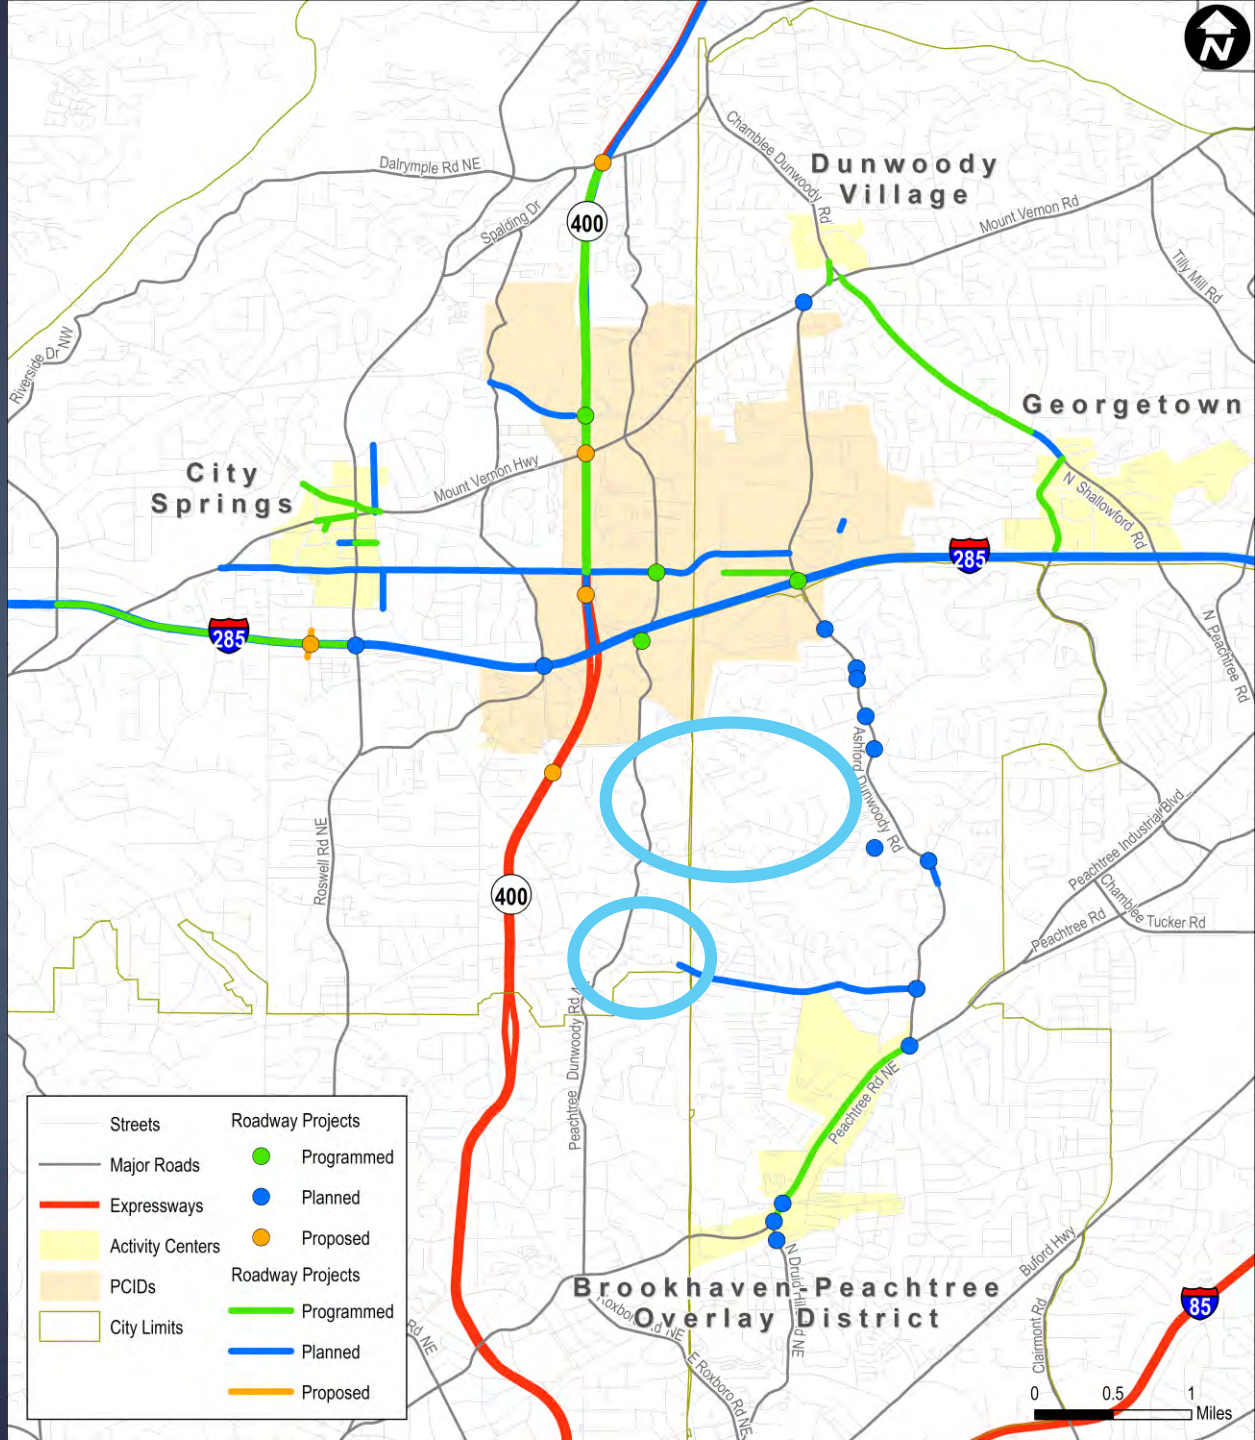 N
Dalrymple Rd NE
Chamblee Dunwoody Rd
Dunwoody
Village
Mount Vernon Rd
Spalding Dr
400
Tilly Mill Rd
Riverside Dr NW
Georgetown
City
Springs
Mount Vernon Hwy
N Shallowford Rd
285
285
N Peachtree Rd
Ashford Dunwoody Rd
Roswell Rd NE
Peachtree Industrial Blvd
400
Chamblee Tucker Rd
Peachtree Rd
Peachtree Dunwoody Rd
Peachtree Rd NE
Streets
Major Roads
Expressways
Activity Centers
PCIDs
City Limits
Roadway Projects
Programmed
Planned
Proposed
Roadway Projects
Programmed
Planned
Proposed
Buford Hwy
N Druid Hills Rd NE
Brookhaven-Peachtree
Overlay District
Rd NE
E Roxboro Rd NE
Clairmont Rd
85
0 0.5 1
Miles